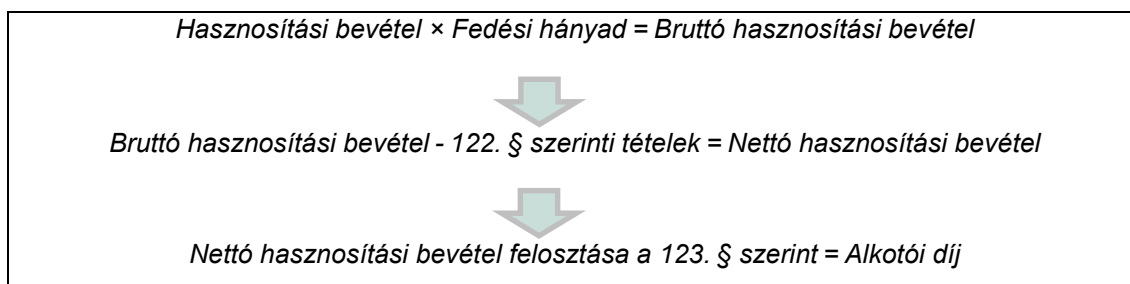 Hasznosítási bevétel × Fedési hányad = Bruttó hasznosítási bevétel
Bruttó hasznosítási bevétel - 122. § szerinti tételek = Nettó hasznosítási bevétel
Nettó hasznosítási bevétel felosztása a 123. § szerint = Alkotói díj